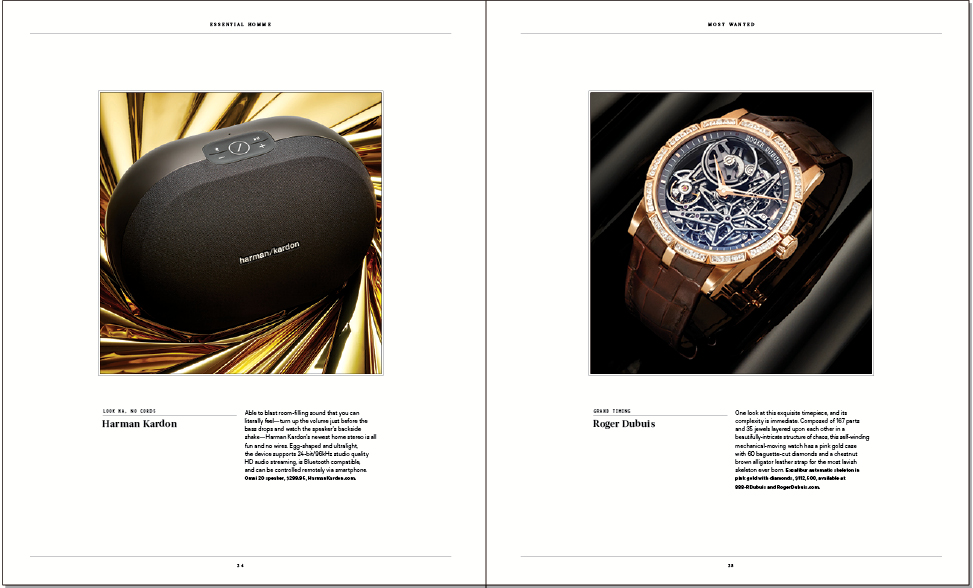 ESSENTIAL HOMME
harman/kardon
LOOK MA, NO CORDS
Harman Kardon
Able to blast room-filling sound that you can
literally feel—turn up the volume just before the
bass drops and watch the speaker's backside
shake—Harman Kardon's newest home stereo is all
fun and no wires. Egg-shaped and ultralight,
the device supports 24-bit/96kHz studio quality
HD audio streaming, is Bluetooth compatible,
and can be controlled remotely via smartphone.
Omni 20 speaker, $299.95, HarmanKardon.com.
34
MOST WANTED
ROGER DUBUIS
GRAND TIMING
Roger Dubuis
One look at this exquisite timepiece, and its
complexity is immediate. Composed of 167 parts
and 35 jewels layered upon each other in a
beautifully-intricate structure of chaos, this self-winding
mechanical-moving watch has a pink gold case
with 60 baguette-cut diamonds and a chestnut
brown alligator leather strap for the most lavish
skeleton ever born. Excalibur automatic skeleton in
pink gold with diamonds, $112,500, available at
888-RDubuis and RogerDubuis.com.